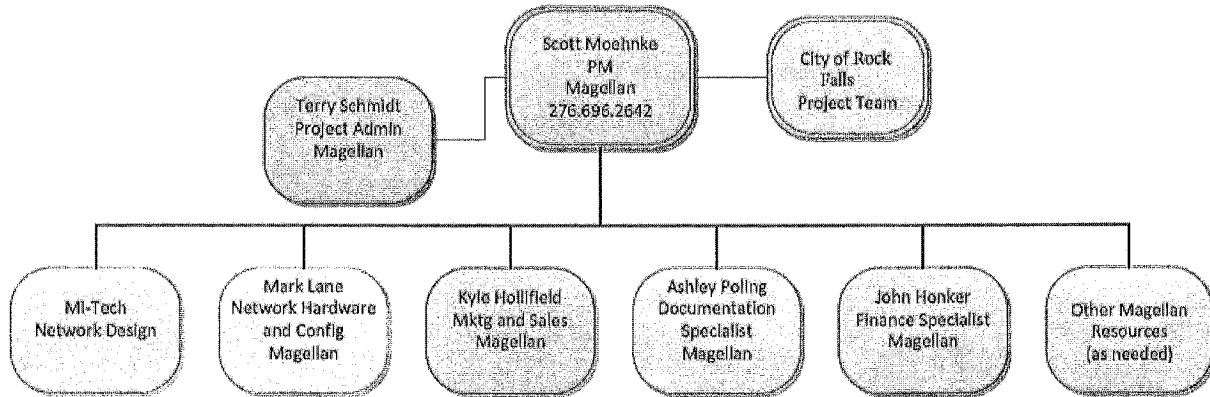 Scott Moehnke
PM
Magellan
276.696.2642
City of Rock
Falls
Project Team
Terry Schmidt
Project Admin
Magellan
Mi-Tech
Network Design
Mark Lane
Network Hardware
and Config
Magellan
Kyle Hollifield
Mktg and Sales
Magellan
Ashley Poling
Documentation
Specialist
Magellan
John Honker
Finance Specialist
Magellan
Other Magellan
Resources
(as needed)